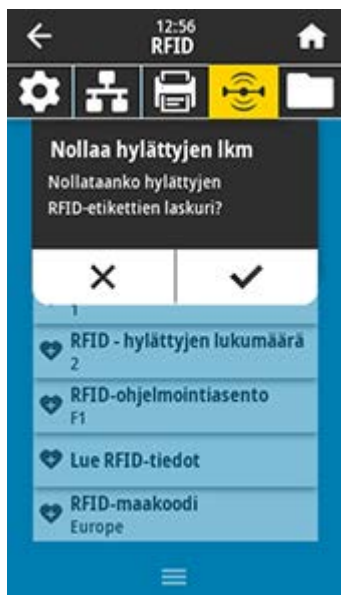 12:56
RFID
Nollaa hylättyjen lkm
Nollataanko hylättyjen
RFID-etikettien laskuri?
1
RFID - hylättyjen lukumäärä
2
RFID-ohjelmointiasento
F1
Lue RFID-tiedot
RFID-maakoodi
Europe